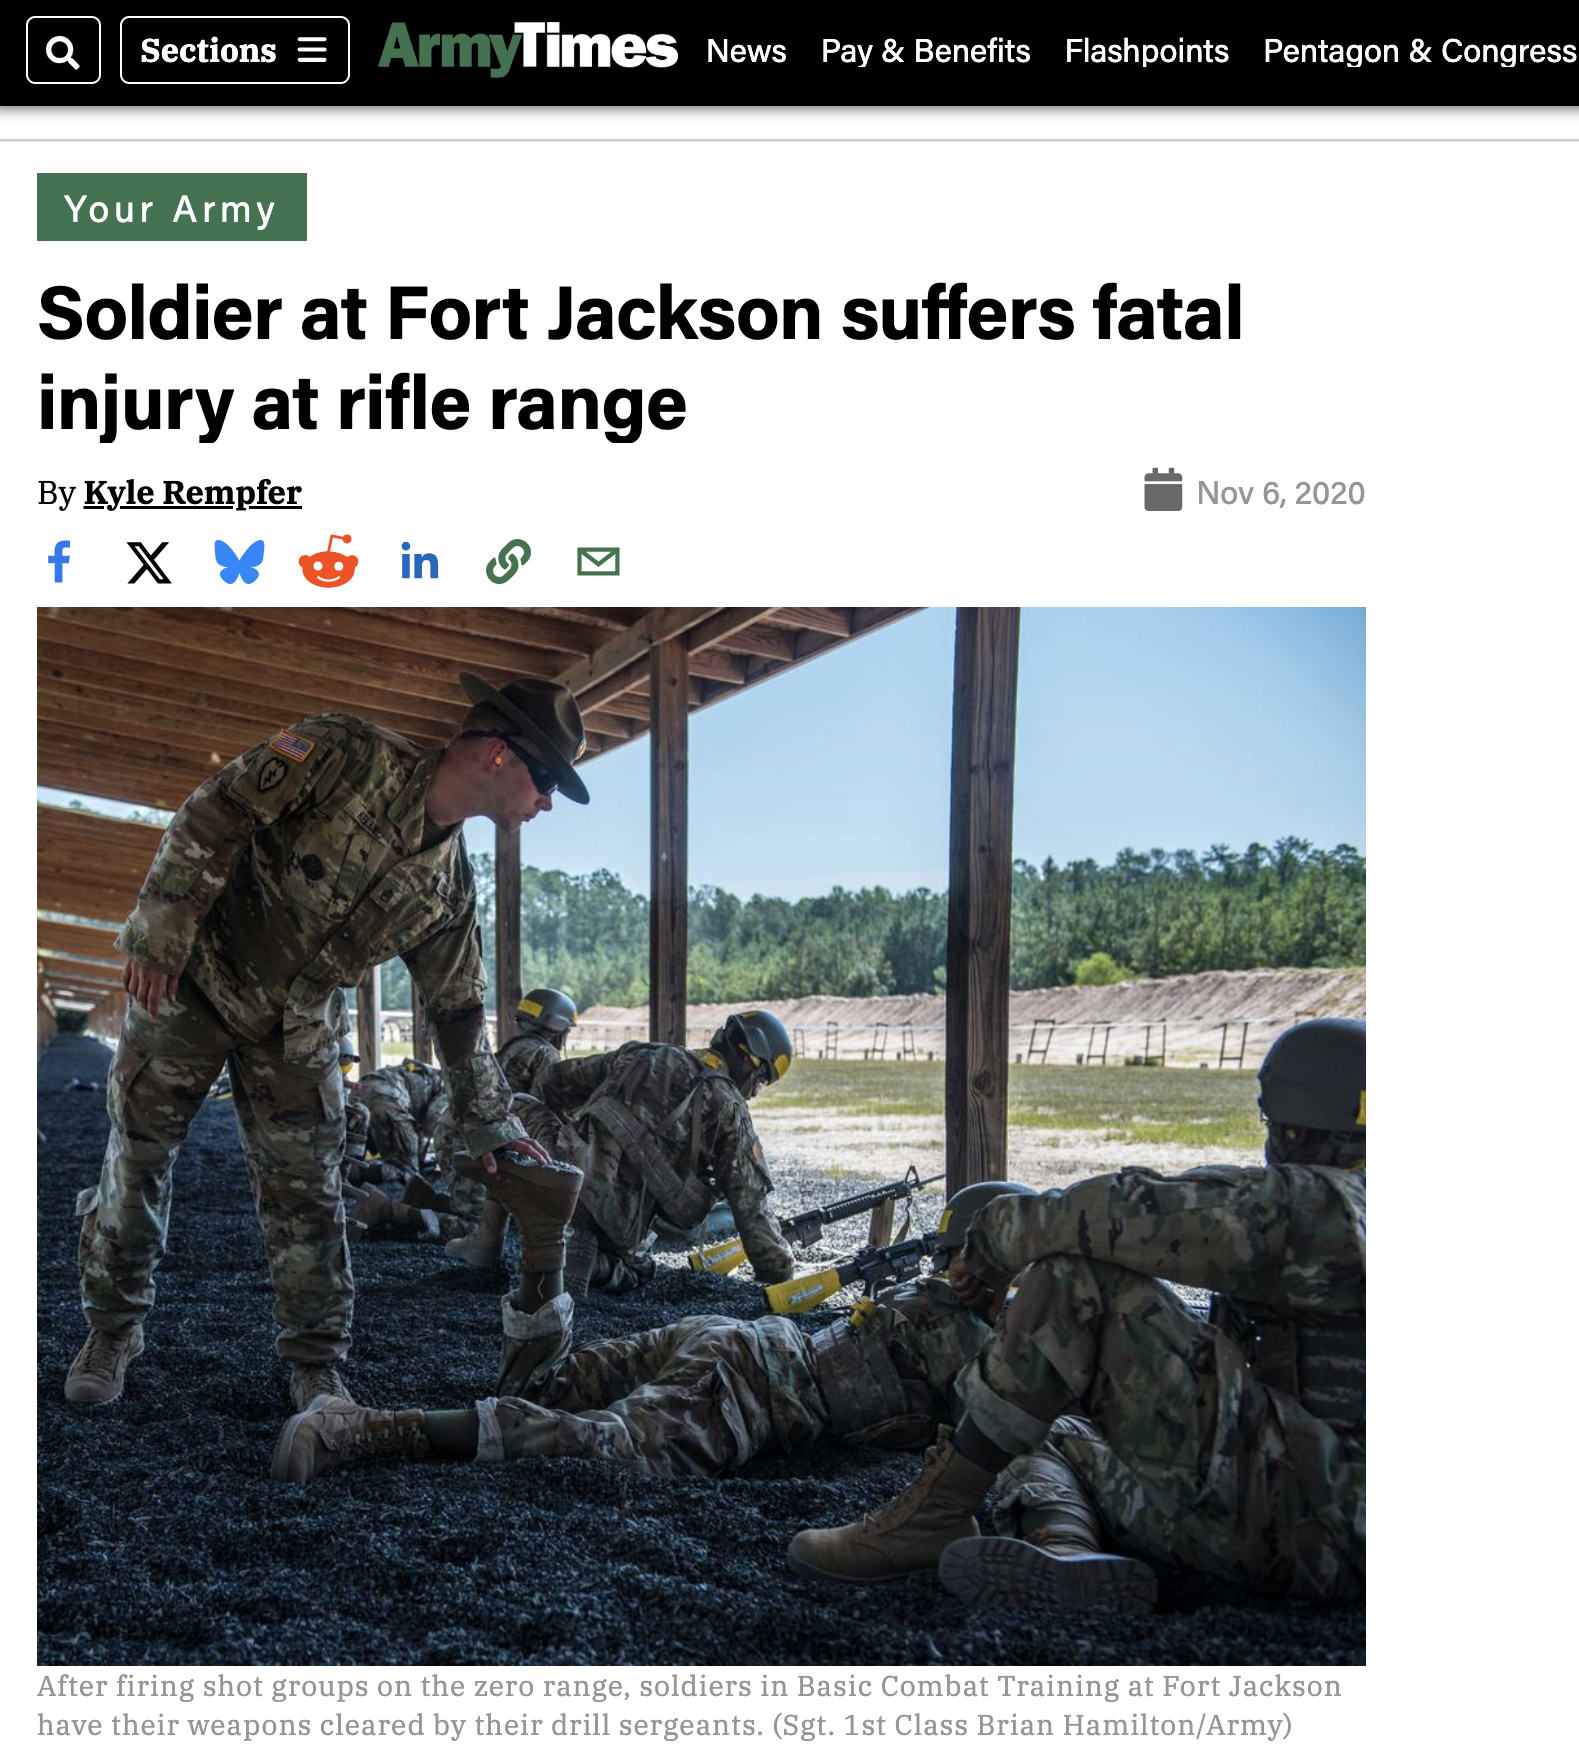 Sections
ArmyTimes
News
Pay & Benefits
Flashpoints
Pentagon & Congress
Your Army
Soldier at Fort Jackson suffers fatal
injury at rifle range
By Kyle Rempfer
Nov 6, 2020
After firing shot groups on the zero range, soldiers in Basic Combat Training at Fort Jackson
have their weapons cleared by their drill sergeants. (Sgt. 1st Class Brian Hamilton/Army)